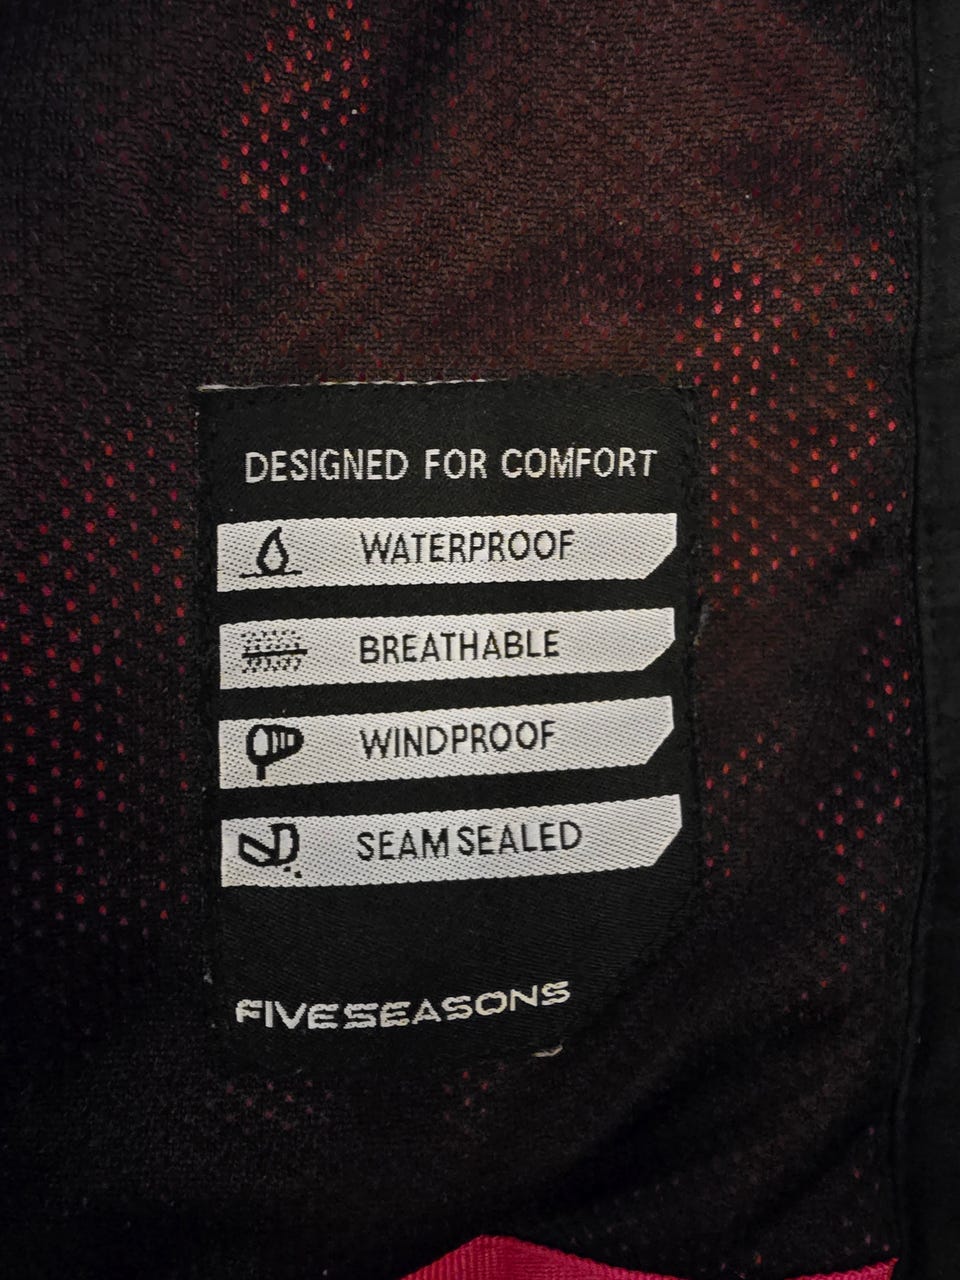 DESIGNED FOR COMFORT
WATERPROOF
BREATHABLE
WINDPROOF
SEAM SEALED
FIVESEASONS